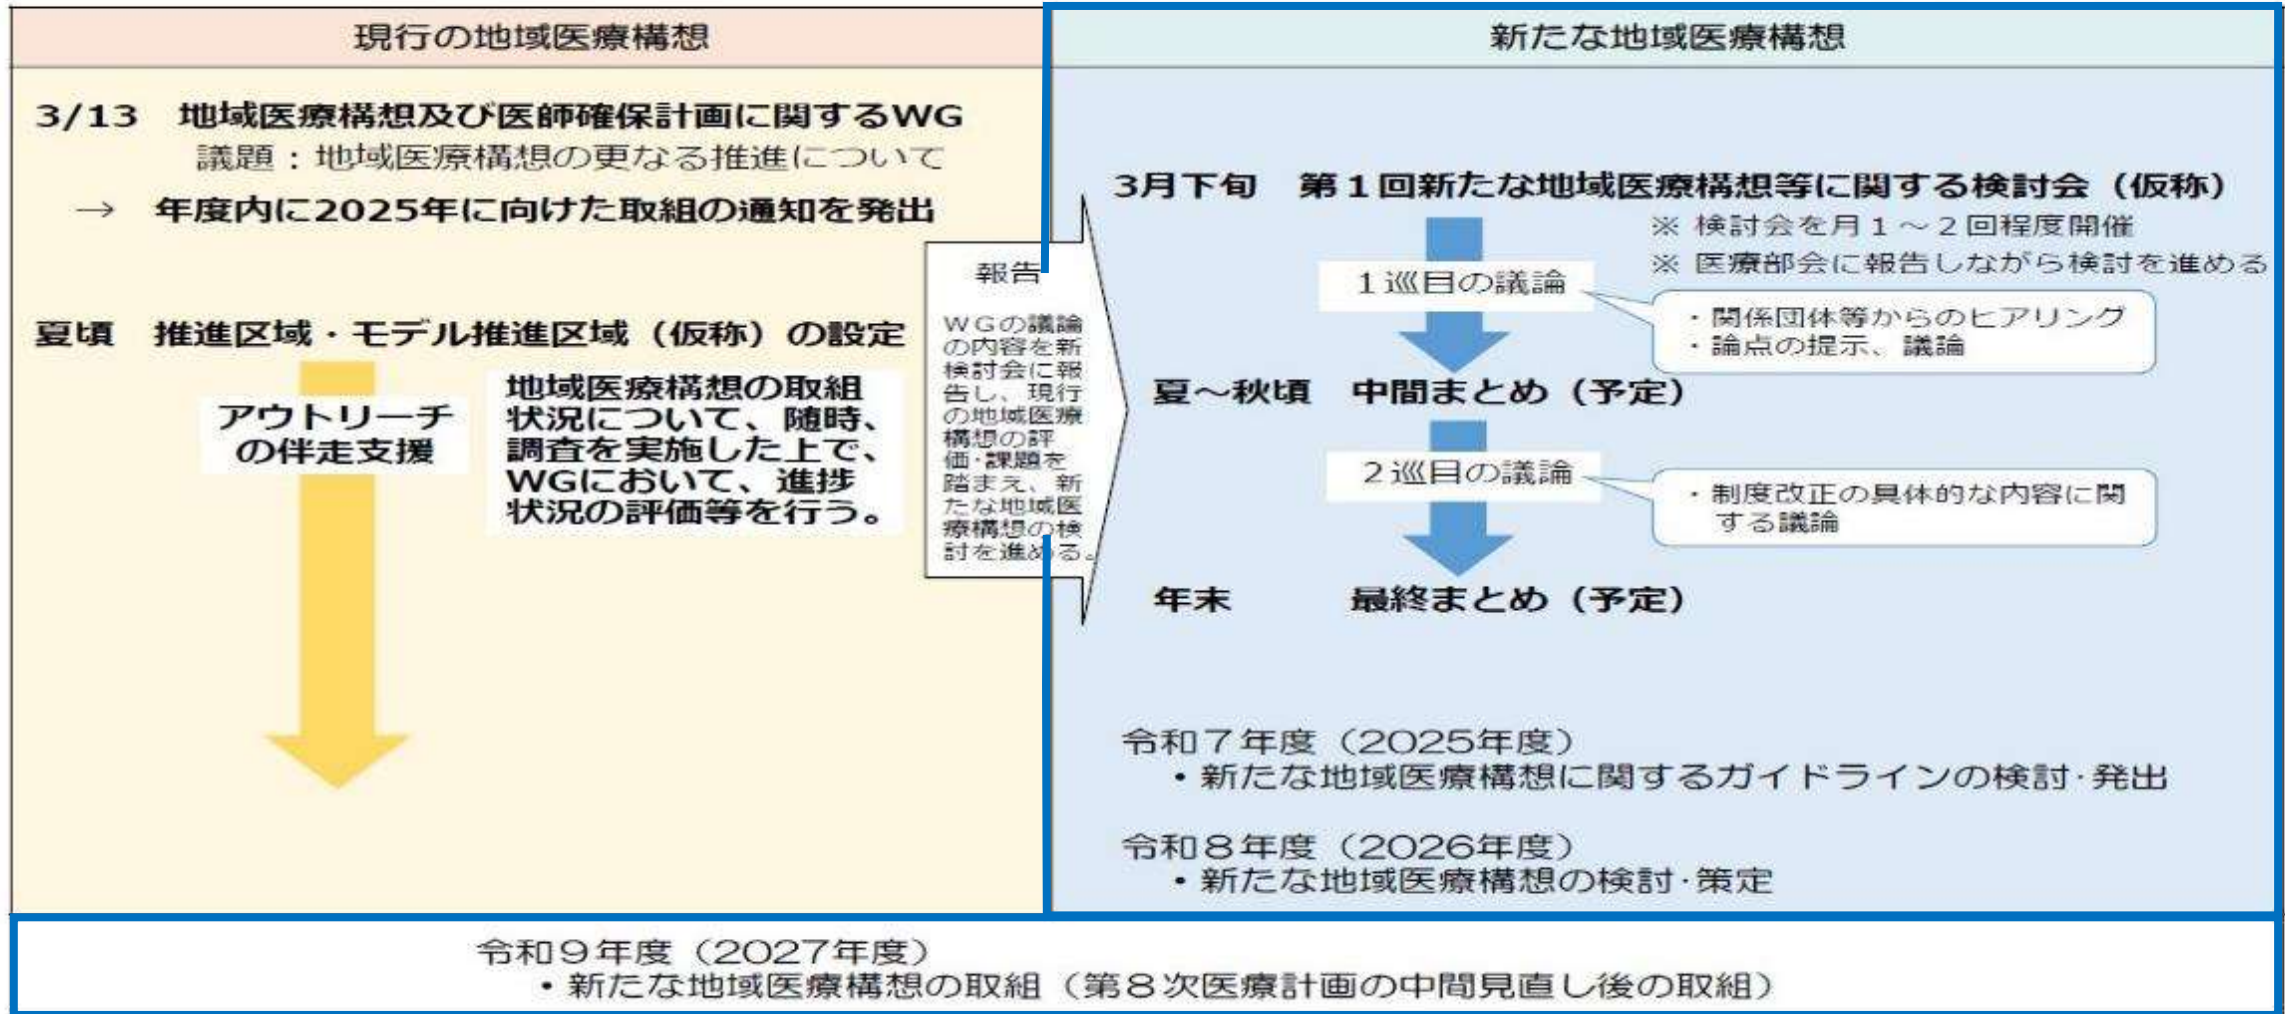 現行の地域医療構想
3/13 地域医療構想及び医師確保計画に関するWG
議題：地域医療構想の更なる推進について
→ 年度内に2025年に向けた取組の通知を発出
夏頃 推進区域・モデル推進区域（仮称）の設定
アウトリーチ
の伴走支援
地域医療構想の取組
状況について、随時、
調査を実施した上で、
WGにおいて、進捗
状況の評価等を行う。
報告
ＷＧの議論
の内容を新
検討会に報
告し、現行
の地域医療
構想の評
価・課題を
踏まえ、新
たな地域医
療構想の検
討を進める。
新たな地域医療構想
3月下旬 第１回新たな地域医療構想等に関する検討会（仮称）
※ 検討会を月１～２回程度開催
※ 医療部会に報告しながら検討を進める
１巡目の議論
・関係団体等からのヒアリング
・論点の提示、議論
夏～秋頃 中間まとめ（予定）
２巡目の議論
・制度改正の具体的な内容に関
する議論
年末 最終まとめ（予定）
令和７年度（2025年度）
・新たな地域医療構想に関するガイドラインの検討･発出
令和８年度（2026年度）
・新たな地域医療構想の検討･策定
令和９年度（2027年度）
・新たな地域医療構想の取組（第８次医療計画の中間見直し後の取組）